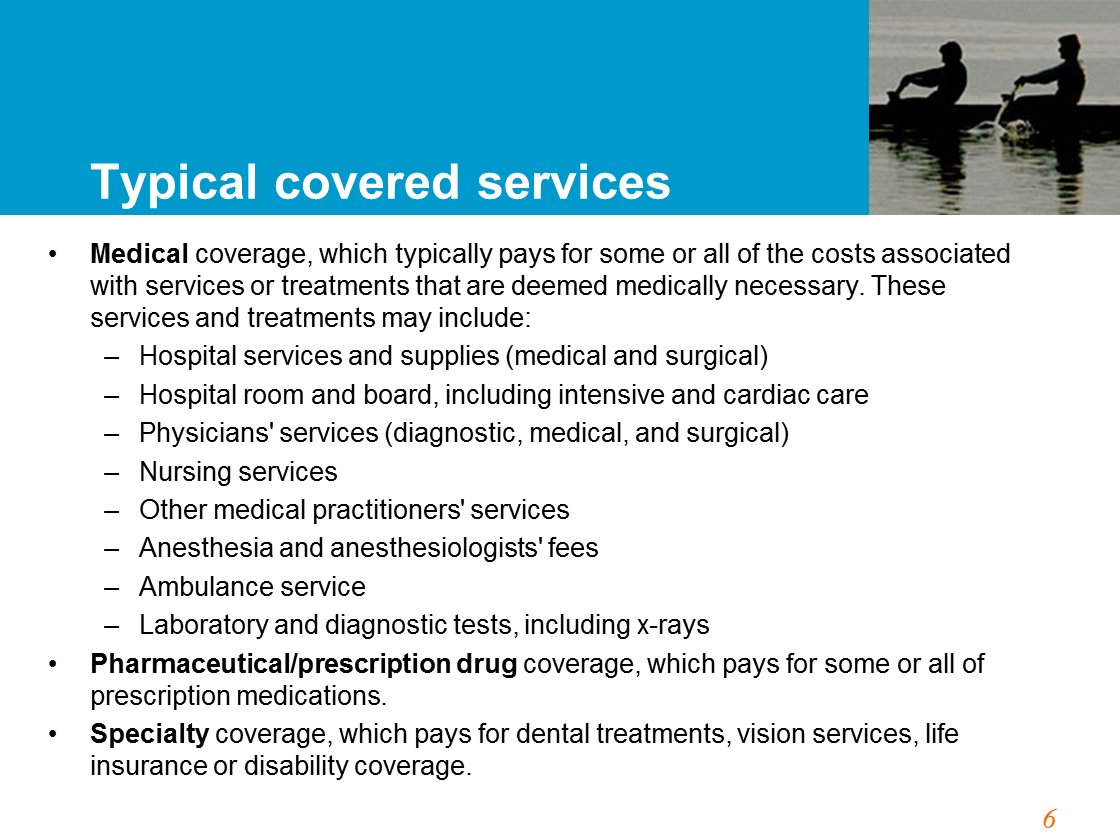 Typical covered services
• Medical coverage, which typically pays for some or all of the costs associated
with services or treatments that are deemed medically necessary. These
services and treatments may include:
– Hospital services and supplies (medical and surgical)
– Hospital room and board, including intensive and cardiac care
– Physicians' services (diagnostic, medical, and surgical)
– Nursing services
– Other medical practitioners' services
– Anesthesia and anesthesiologists' fees
– Ambulance service
– Laboratory and diagnostic tests, including x-rays
• Pharmaceutical/prescription drug coverage, which pays for some or all of
prescription medications.
• Specialty coverage, which pays for dental treatments, vision services, life
insurance or disability coverage.
6